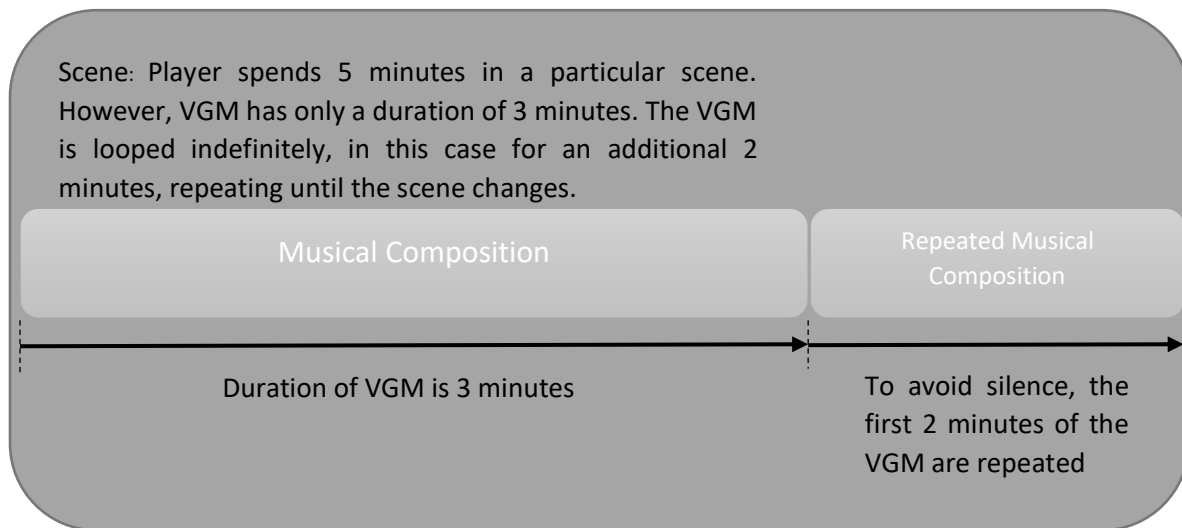 Scene: Player spends 5 minutes in a particular scene.
However, VGM has only a duration of 3 minutes. The VGM
is looped indefinitely, in this case for an additional 2
minutes, repeating until the scene changes.
Musical Composition
Repeated Musical
Composition
Duration of VGM is 3 minutes
To avoid silence, the
first 2 minutes of the
VGM are repeated